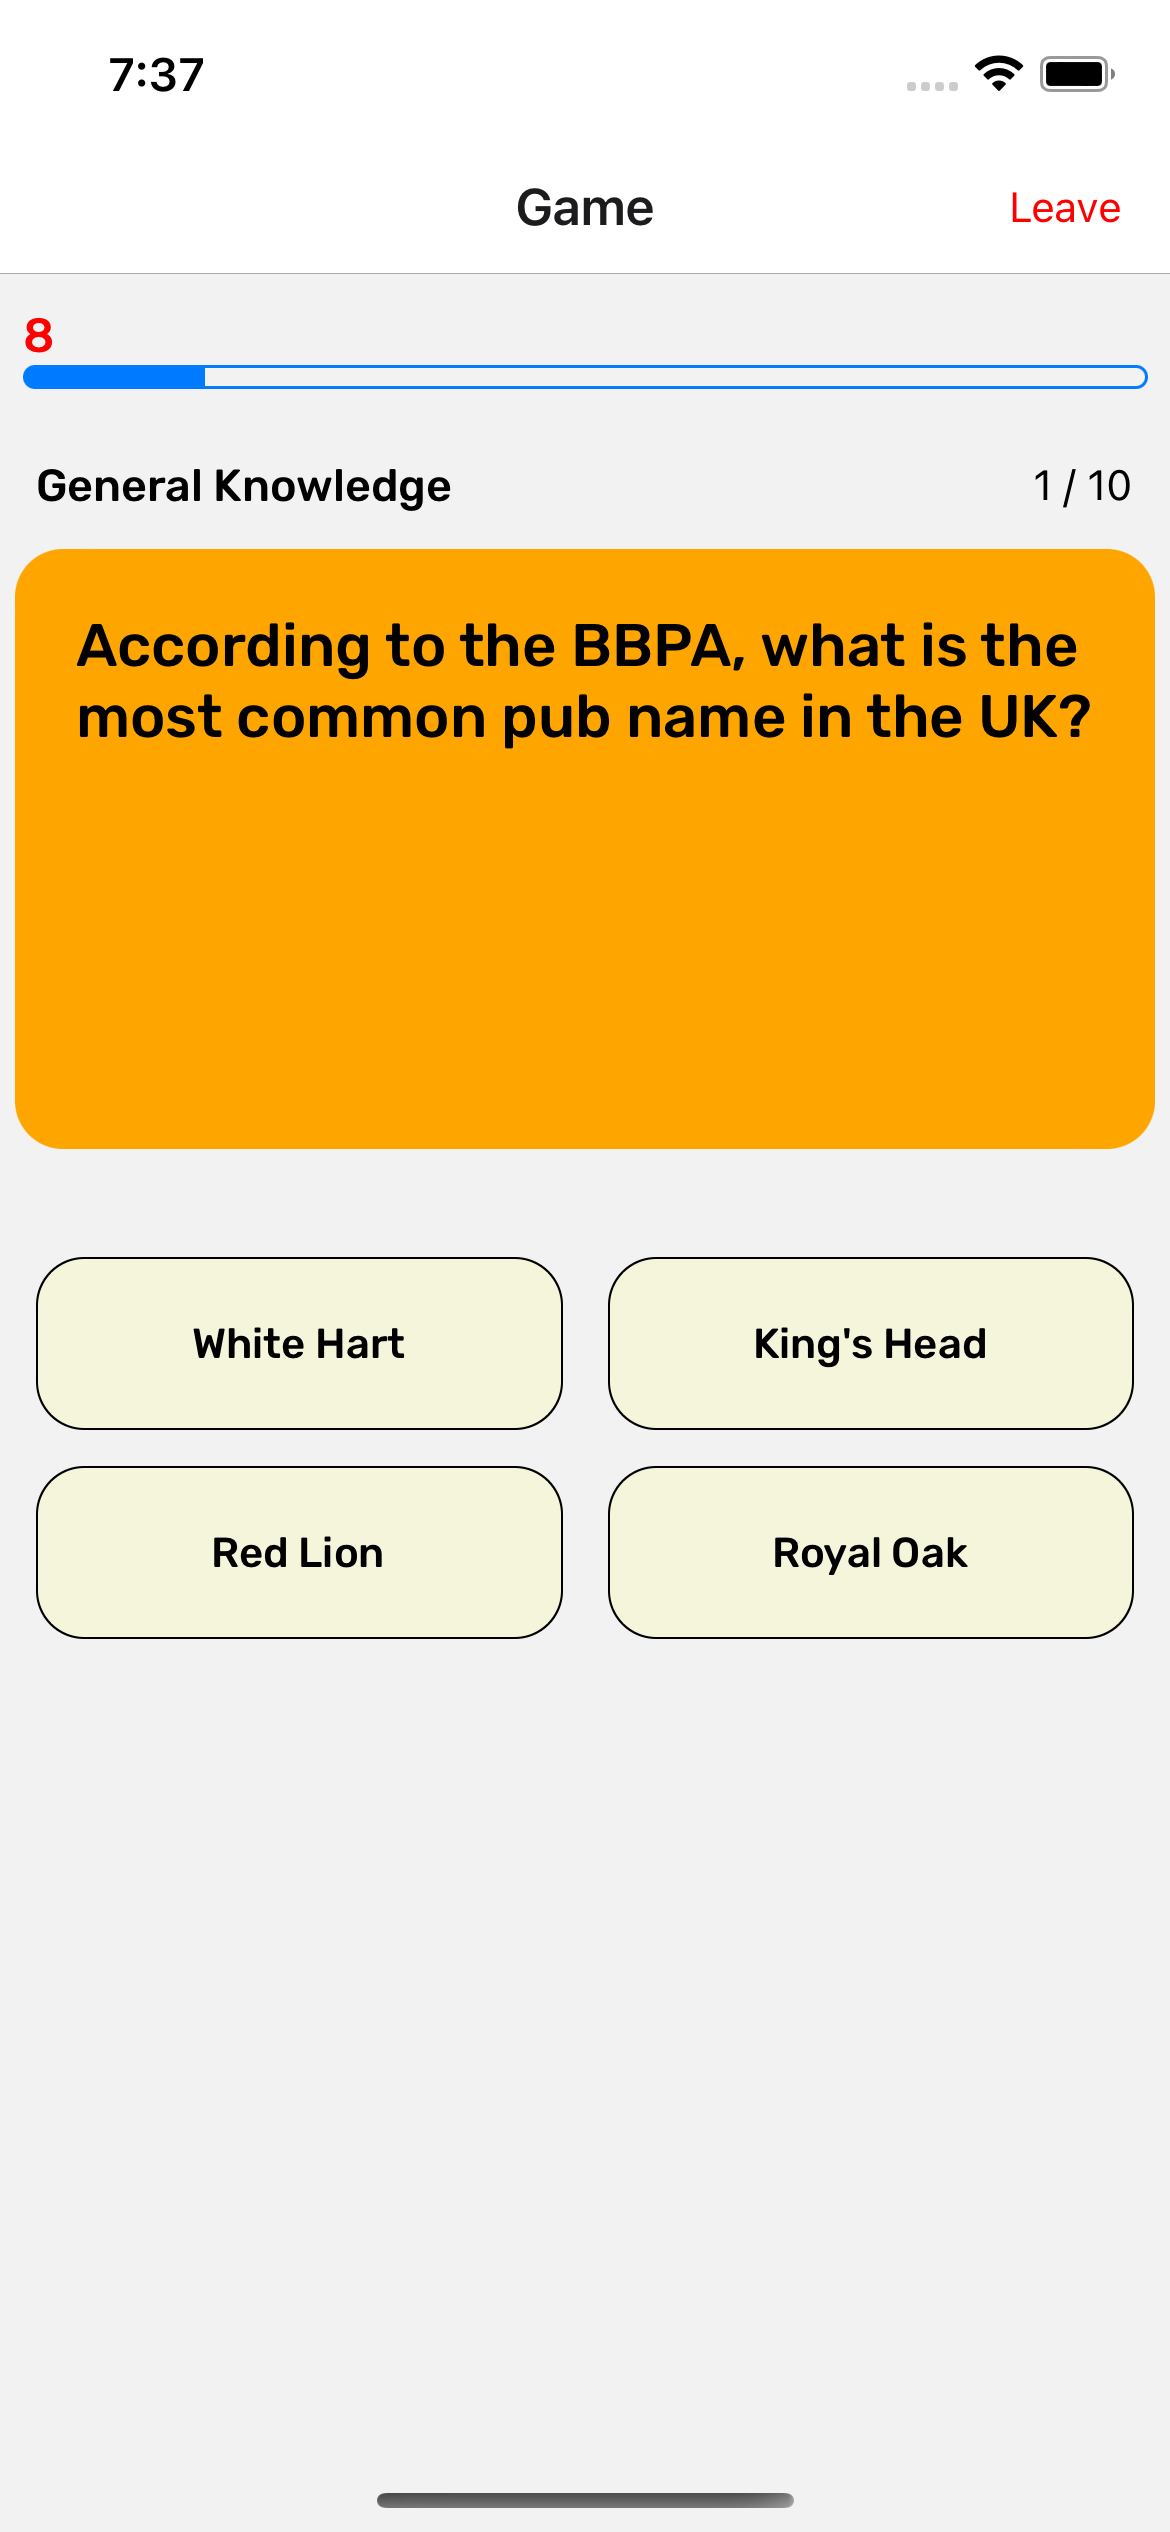 7:37
Game
Leave
8
General Knowledge
1 / 10
According to the BBPA, what is the
most common pub name in the UK?
White Hart
King's Head
Red Lion
Royal Oak